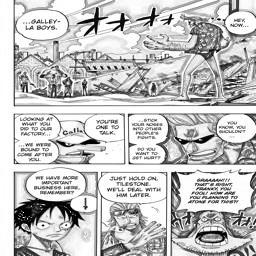 HEY, NOW...
...GALLEY-
LA BOYS.
オオオオ
YOU KNOW,
YOU SHOULDN'T
STICK YOUR
NOSES INTO
OTHER
PEOPLE'S
FIGHTS.
SO YOU
WANT TO
GET HURT?
YOU'RE
ONE
TO TALK.
Galla
LOOKING AT
WHAT YOU
DID TO OUR
FACTORY...
...WE WERE
BOUND TO
COME AFTER
YOU.
GRAAAHH!!!
THAT'S RIGHT,
FRANKY, YOU
FOOL! HOW ARE
YOU PLANNING TO
ATONE FOR THIS!?
JUST HOLD ON,
TILESTONE.
WE'LL DEAL WITH
HIM LATER.
WE HAVE MORE
IMPORTANT
BUSINESS HERE,
REMEMBER?